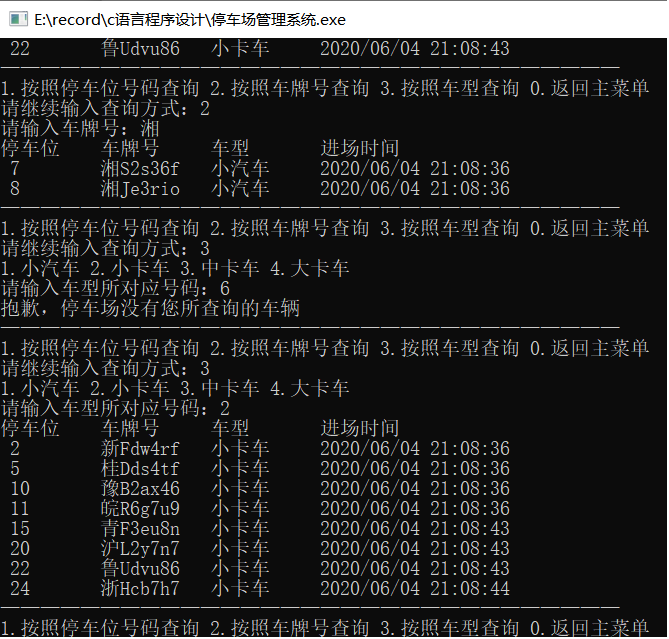 E:\record\c语言程序设计\停车场管理系统.exe
22 鲁Udvu86 小卡车 2020/06/04 21:08:43
1.按照停车位号码查询 2.按照车牌号查询 3.按照车型查询 0.返回主菜单
请继续输入查询方式：2
请输入车牌号：湘
停车位 车牌号 车型 进场时间
7 湘S2s36f 小汽车 2020/06/04 21:08:36
8 湘Je3rio 小汽车 2020/06/04 21:08:36
1.按照停车位号码查询 2.按照车牌号查询 3.按照车型查询 0.返回主菜单
请继续输入查询方式：3
1.小汽车 2.小卡车 3.中卡车 4.大卡车
请输入车型所对应号码：6
抱歉，停车场没有您所查询的车辆
1.按照停车位号码查询 2.按照车牌号查询 3.按照车型查询 0.返回主菜单
请继续输入查询方式：3
1.小汽车 2.小卡车 3.中卡车 4.大卡车
请输入车型所对应号码：2
停车位 车牌号 车型 进场时间
2 新Fdw4rf 小卡车 2020/06/04 21:08:36
5 桂Dds4tf 小卡车 2020/06/04 21:08:36
10 豫B2ax46 小卡车 2020/06/04 21:08:36
11 皖R6g7u9 小卡车 2020/06/04 21:08:36
15 青F3eu8n 小卡车 2020/06/04 21:08:43
20 沪L2y7n7 小卡车 2020/06/04 21:08:43
22 鲁Udvu86 小卡车 2020/06/04 21:08:43
24 浙Hcb7h7 小卡车 2020/06/04 21:08:44
1.按照停车位号码查询 2.按照车牌号查询 3.按照车型查询 0.返回主菜单